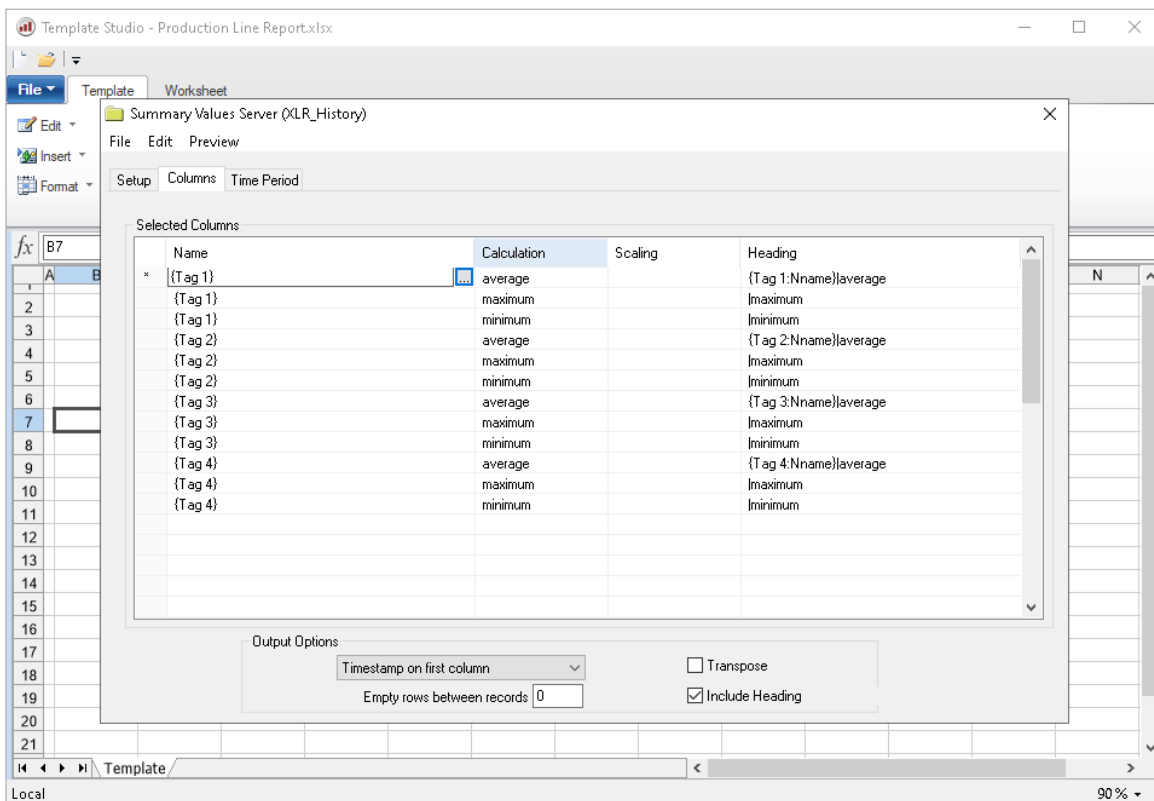 Template Studio - Production Line Report.xlsx
File Template Worksheet
Edit
Insert
Format
Summary Values Server (XLR_History)
File Edit Preview
Setup Columns Time Period
Selected Columns
Name Calculation Scaling Heading
* {Tag 1} ... average {Tag 1:Nname}|average
{Tag 1} maximum |maximum
{Tag 1} minimum |minimum
{Tag 2} average {Tag 2:Nname}|average
{Tag 2} maximum |maximum
{Tag 2} minimum |minimum
{Tag 3} average {Tag 3:Nname}|average
{Tag 3} maximum |maximum
{Tag 3} minimum |minimum
{Tag 4} average {Tag 4:Nname}|average
{Tag 4} maximum |maximum
{Tag 4} minimum |minimum
Output Options
Timestamp on first column
Transpose
Empty rows between records 0
Include Heading
fx B7
A B N
2
3
4
5
6
7
8
9
10
11
12
13
14
15
16
17
18
19
20
21
Template
Local 90 %